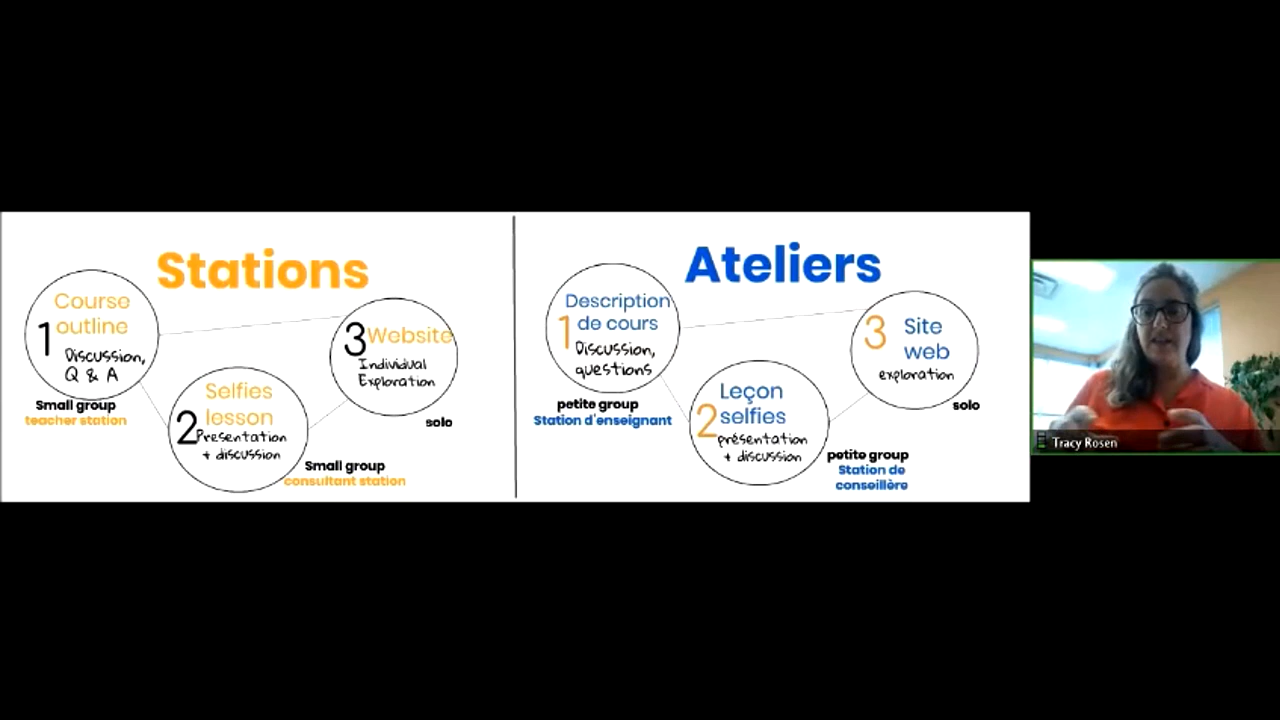 Stations
Course
outline
1
Discussion,
Q & A
Small group
teacher station
Selfies
lesson
2
Presentation
+ discussion
Small group
consultant station
3
Website
Individual
Exploration
solo
Ateliers
Description
de cours
1
Discussion,
questions
petite group
Station d'enseignant
Leçon
selfies
2
présentation
+ discussion
petite group
Station de
conseillère
3
Site
web
exploration
solo
Tracy Rosen